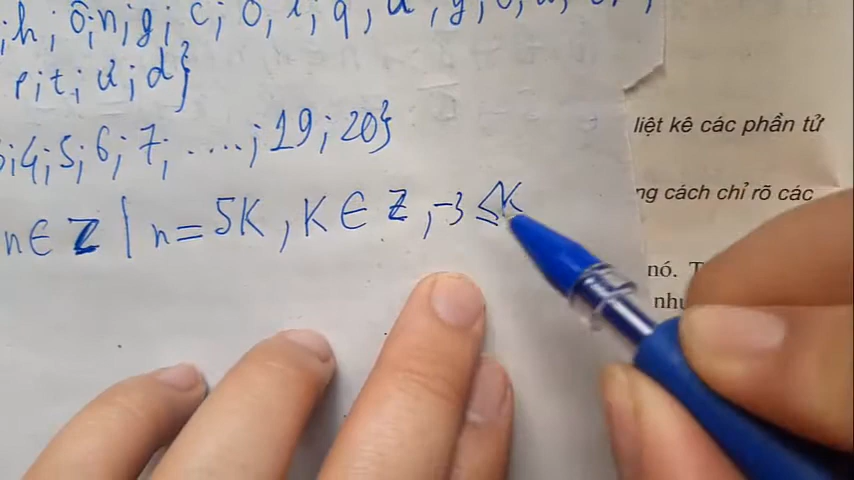 h; ô; n; g; c; ô, i; q,
t; ư; d}
4; 5; 6; 7; ....; 19; 20}
n ∈ Z | n = 5K, K ∈ Z, -3 ≤ K
liệt kê các phần tử
ng cách chỉ rõ các
nó. T
như